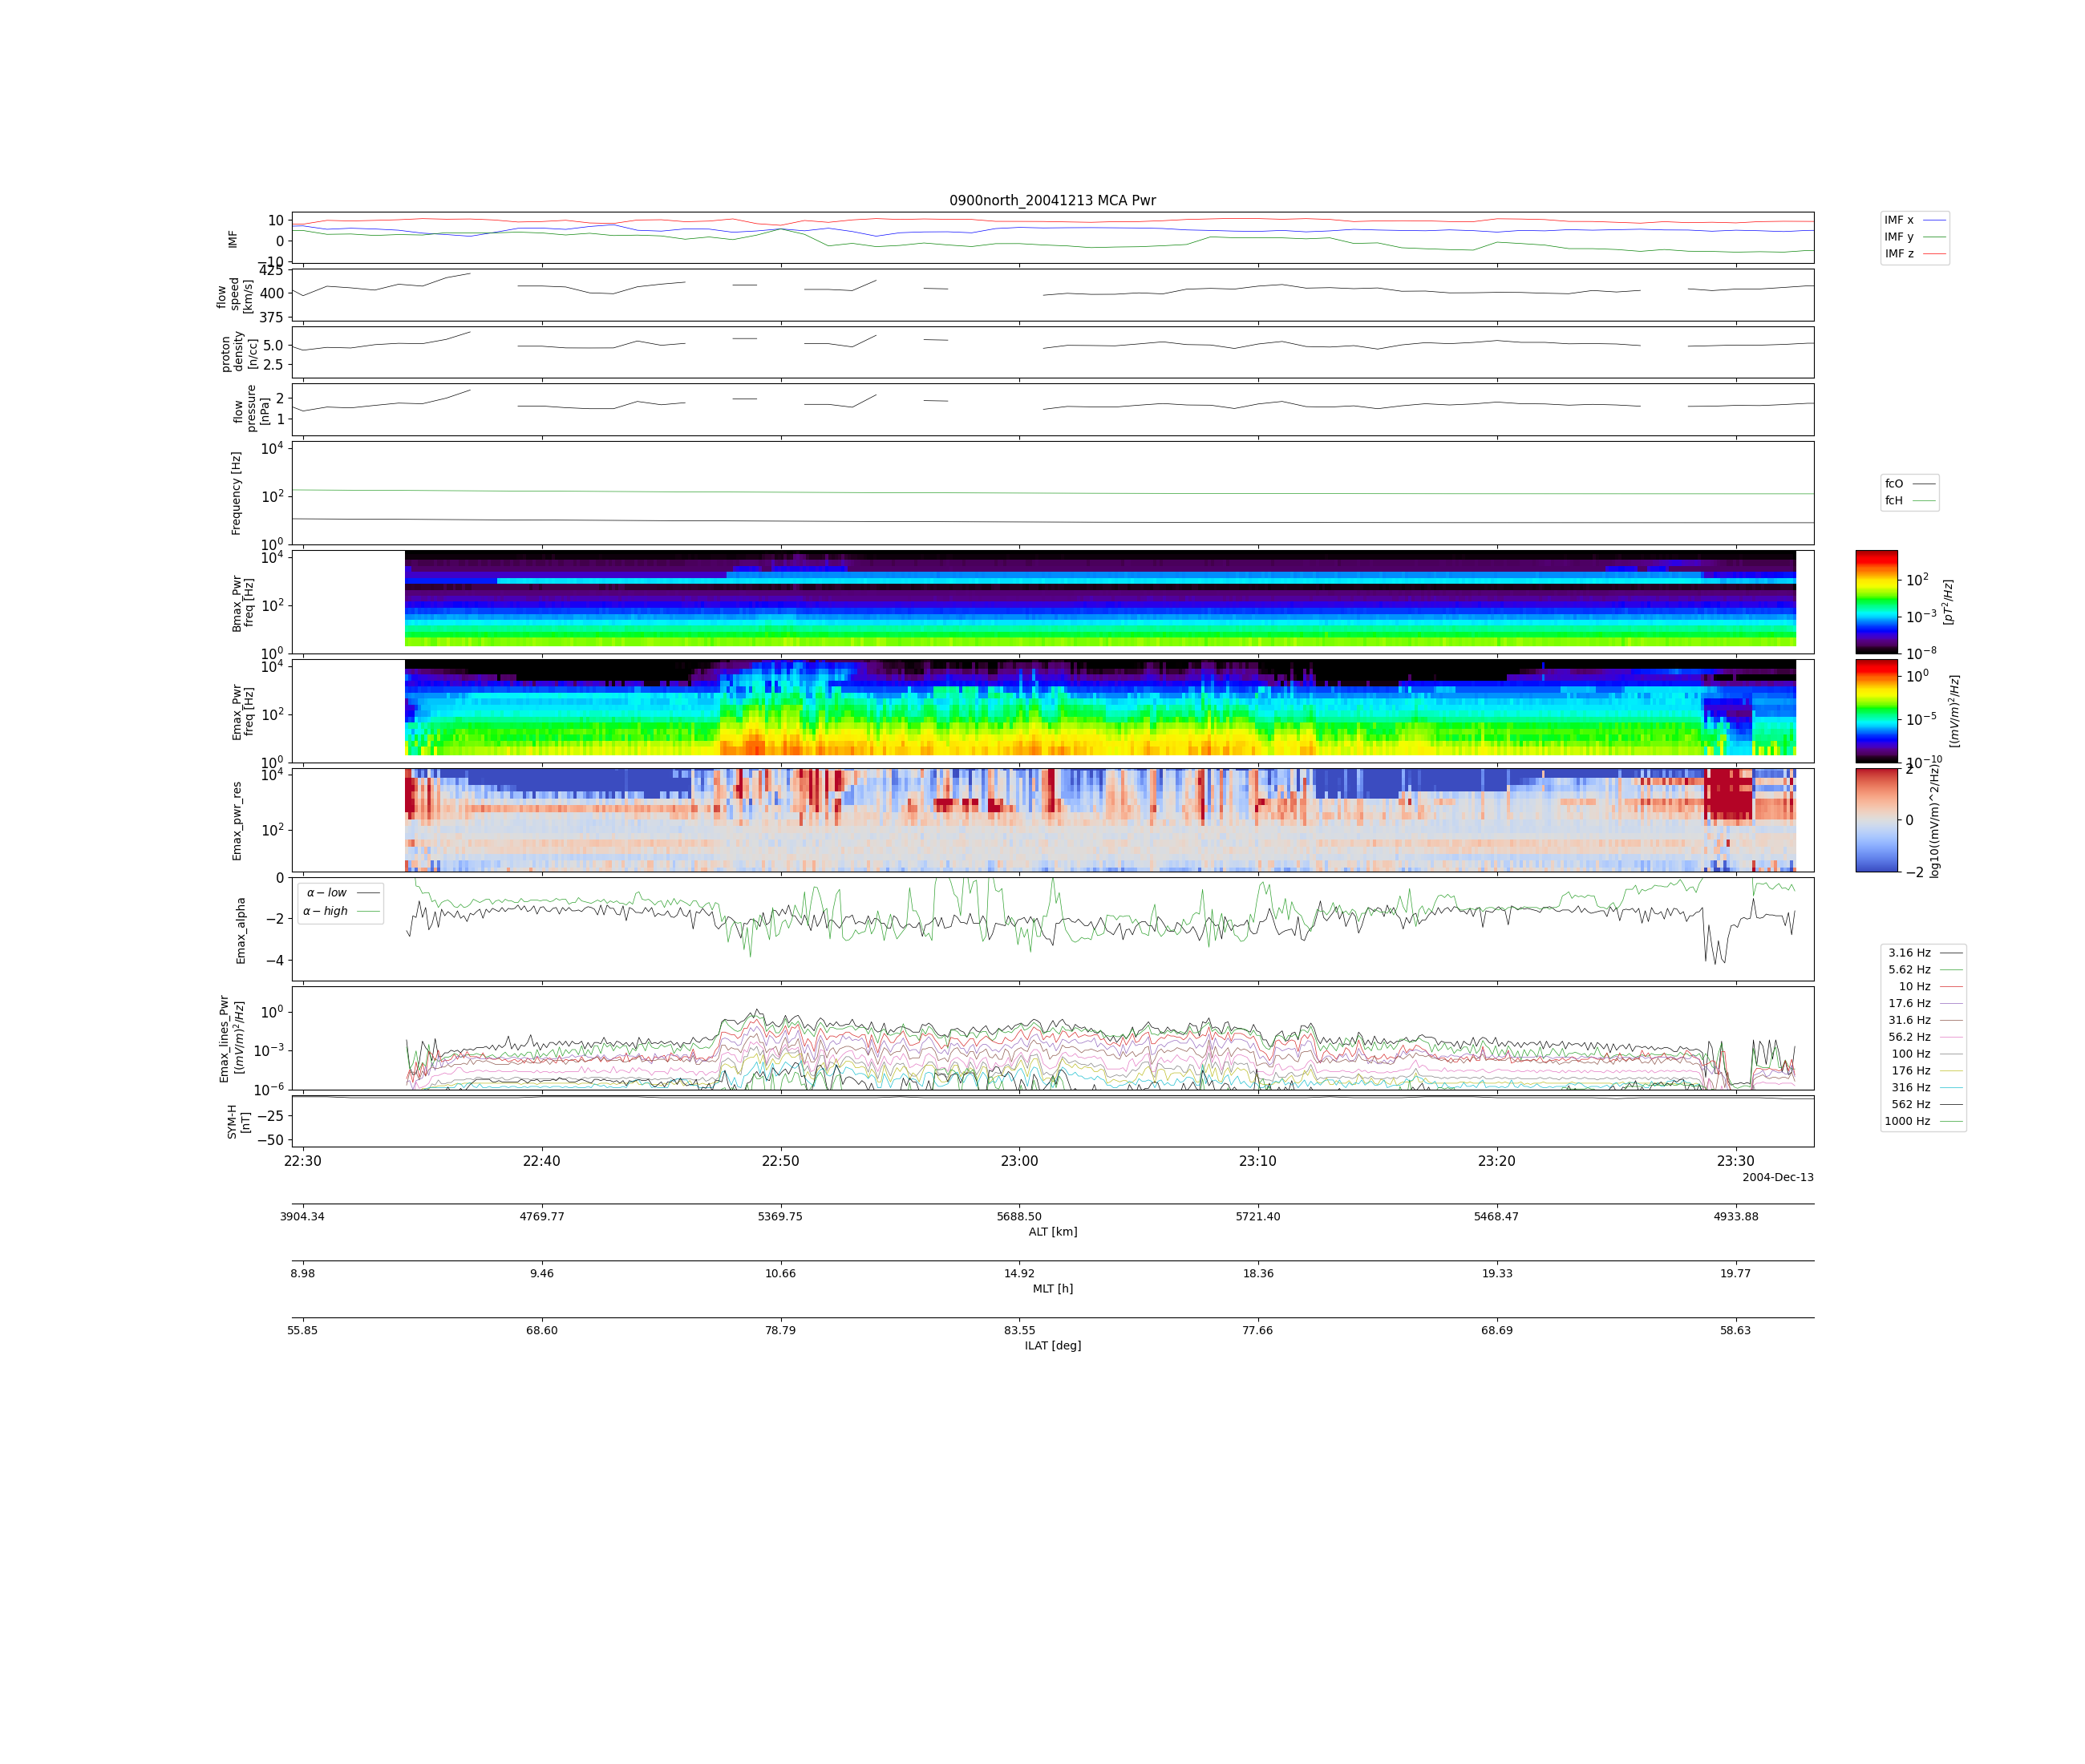 0900north_20041213 MCA Pwr
10
0
−10
IMF
IMF x
IMF y
IMF z
425
400
375
flow
speed
[km/s]
5.0
2.5
proton
density
[n/cc]
2
1
flow
pressure
[nPa]
10^4
10^2
10^0
Frequency [Hz]
fcO
fcH
10^4
10^2
10^0
Bmax_Pwr
freq [Hz]
10^2
10^−3
10^−8
[pT^2/Hz]
10^4
10^2
10^0
Emax_Pwr
freq [Hz]
10^0
10^−5
10^−10
[(mV/m)^2/Hz]
10^4
10^2
Emax_pwr_res
2
0
−2
log10((mV/m)^2/Hz)
0
−2
−4
Emax_alpha
α − low
α − high
10^0
10^−3
10^−6
Emax_lines_Pwr
[(mV/m)^2/Hz]
3.16 Hz
5.62 Hz
10 Hz
17.6 Hz
31.6 Hz
56.2 Hz
100 Hz
176 Hz
316 Hz
562 Hz
1000 Hz
−25
−50
SYM-H
[nT]
22:30 22:40 22:50 23:00 23:10 23:20 23:30
2004-Dec-13
3904.34 4769.77 5369.75 5688.50 5721.40 5468.47 4933.88
ALT [km]
8.98 9.46 10.66 14.92 18.36 19.33 19.77
MLT [h]
55.85 68.60 78.79 83.55 77.66 68.69 58.63
ILAT [deg]